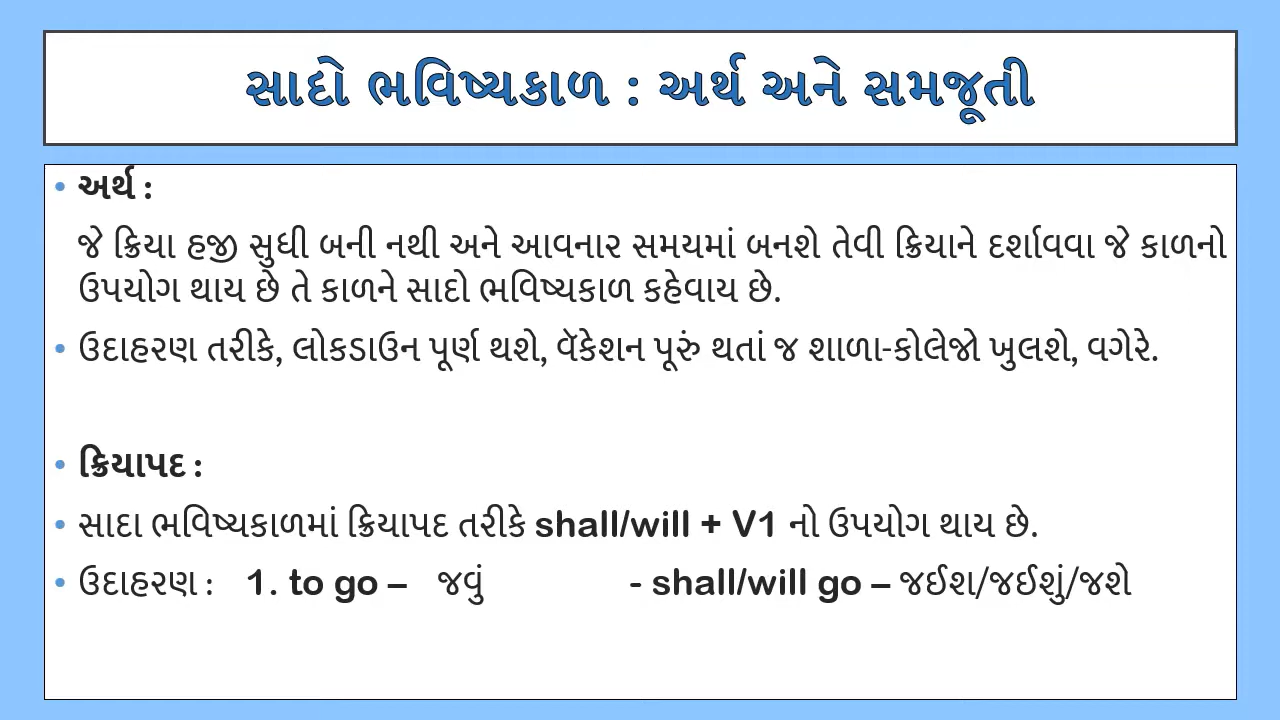 સાદો ભવિષ્યકાળ : અર્થ અને સમજૂતી
• અર્થ :
જે ક્રિયા હજી સુધી બની નથી અને આવનાર સમયમાં બનશે તેવી ક્રિયાને દર્શાવવા જે કાળનો
ઉપયોગ થાય છે તે કાળને સાદો ભવિષ્યકાળ કહેવાય છે.
• ઉદાહરણ તરીકે, લોકડાઉન પૂર્ણ થશે, વૅકેશન પૂરું થતાં જ શાળા-કોલેજો ખુલશે, વગેરે.
• ક્રિયાપદ :
• સાદા ભવિષ્યકાળમાં ક્રિયાપદ તરીકે shall/will + V1 નો ઉપયોગ થાય છે.
• ઉદાહરણ : 1. to go – જવું - shall/will go – જઈશ/જઈશું/જશે